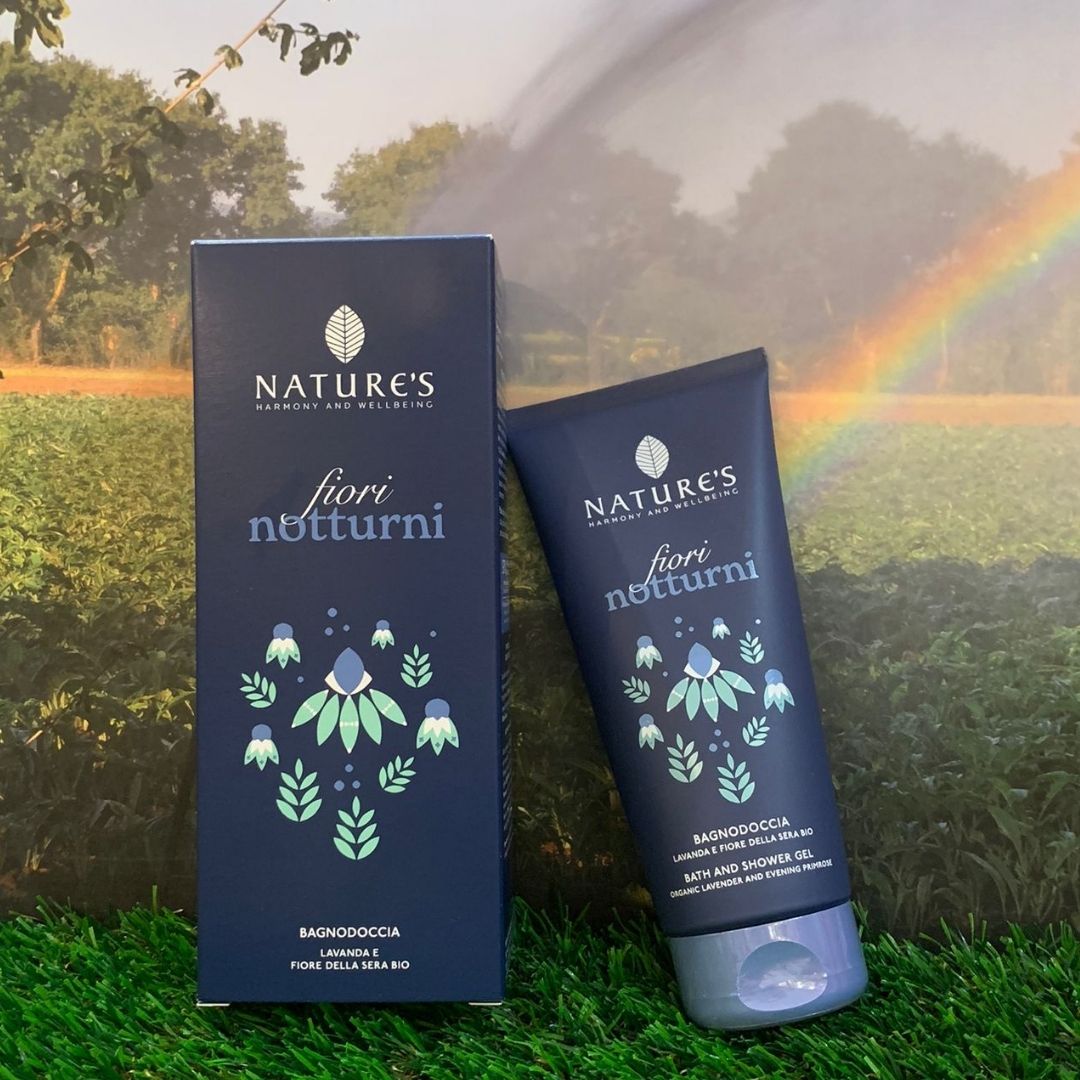 NATURE'S
HARMONY AND WELLBEING
fiori
notturni
BAGNODOCCIA
LAVANDA E
FIORE DELLA SERA BIO
NATURE'S
HARMONY AND WELLBEING
fiori
notturni
BAGNODOCCIA
LAVANDA E FIORE DELLA SERA BIO
BATH AND SHOWER GEL
ORGANIC LAVENDER AND EVENING PRIMROSE